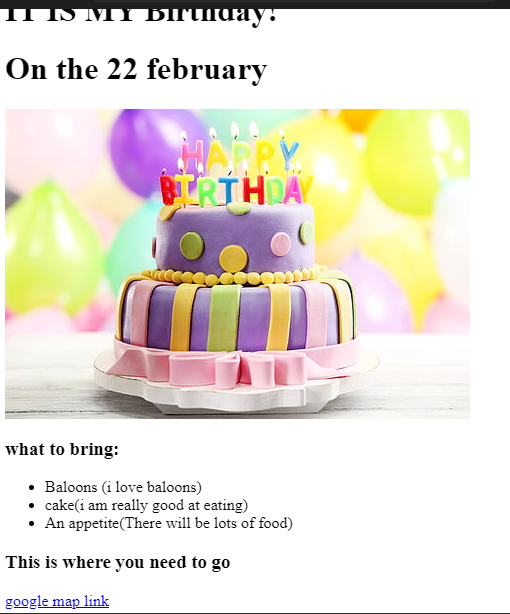 IT IS MY Birthday!
On the 22 february
HAPPY
BIRTHDAY
what to bring:
Baloons (i love baloons)
cake(i am really good at eating)
An appetite(There will be lots of food)
This is where you need to go
google map link